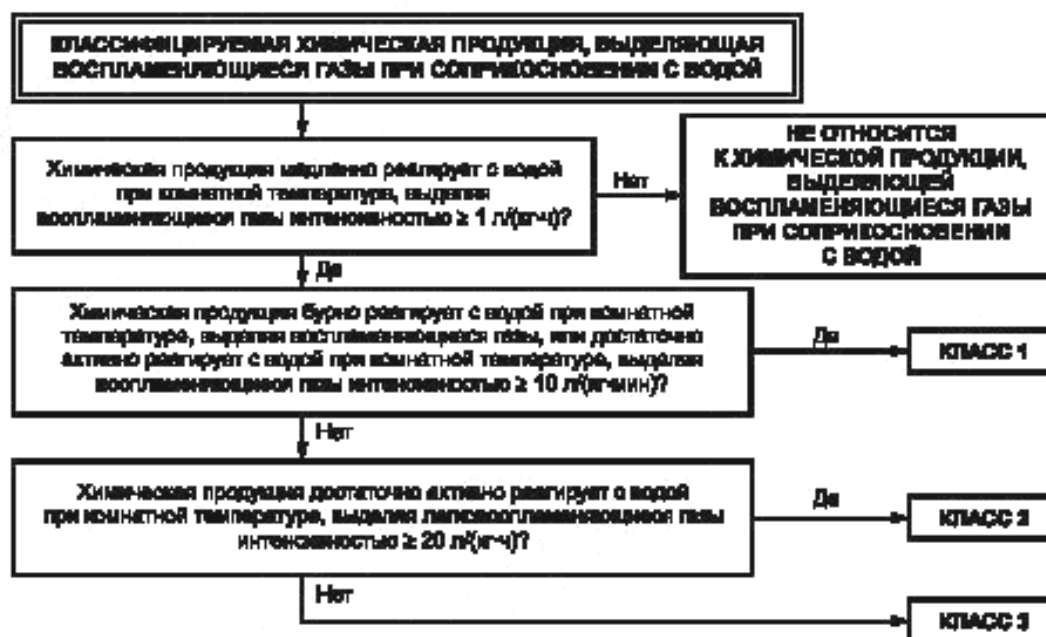 КЛАССИФИЦИРУЕМАЯ ХИМИЧЕСКАЯ ПРОДУКЦИЯ, ВЫДЕЛЯЮЩАЯ
ВОСПЛАМЕНЯЮЩИЕСЯ ГАЗЫ ПРИ СОПРИКОСНОВЕНИИ С ВОДОЙ
Химическая продукция медленно реагирует с водой
при комнатной температуре, выделяя
воспламеняющиеся газы интенсивностью ≥ 1 л/(кг·ч)?
Нет
НЕ ОТНОСИТСЯ
К ХИМИЧЕСКОЙ ПРОДУКЦИИ,
ВЫДЕЛЯЮЩЕЙ
ВОСПЛАМЕНЯЮЩИЕСЯ ГАЗЫ
ПРИ СОПРИКОСНОВЕНИИ
С ВОДОЙ
Да
Химическая продукция бурно реагирует с водой при комнатной
температуре, выделяя воспламеняющиеся газы, или достаточно
активно реагирует с водой при комнатной температуре, выделяя
воспламеняющиеся газы интенсивностью ≥ 10 л/(кг·мин)?
Да
КЛАСС 1
Нет
Химическая продукция достаточно активно реагирует с водой
при комнатной температуре, выделяя легковоспламеняющиеся газы
интенсивностью ≥ 20 л/(кг·ч)?
Да
КЛАСС 2
Нет
КЛАСС 3